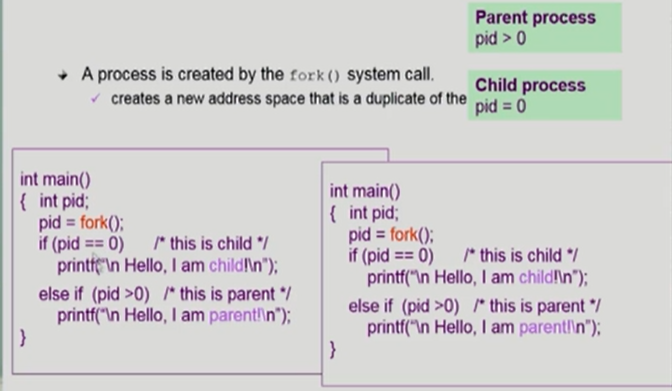 Parent process
pid > 0
A process is created by the fork() system call.
Child process
✓ creates a new address space that is a duplicate of the
pid = 0
int main()
{ int pid;
pid = fork();
if (pid == 0) /* this is child */
printf("\n Hello, I am child!\n");
else if (pid >0) /* this is parent */
printf("\n Hello, I am parent!\n");
}
int main()
{ int pid;
pid = fork();
if (pid == 0) /* this is child */
printf("\n Hello, I am child!\n");
else if (pid >0) /* this is parent */
printf("\n Hello, I am parent!\n");
}